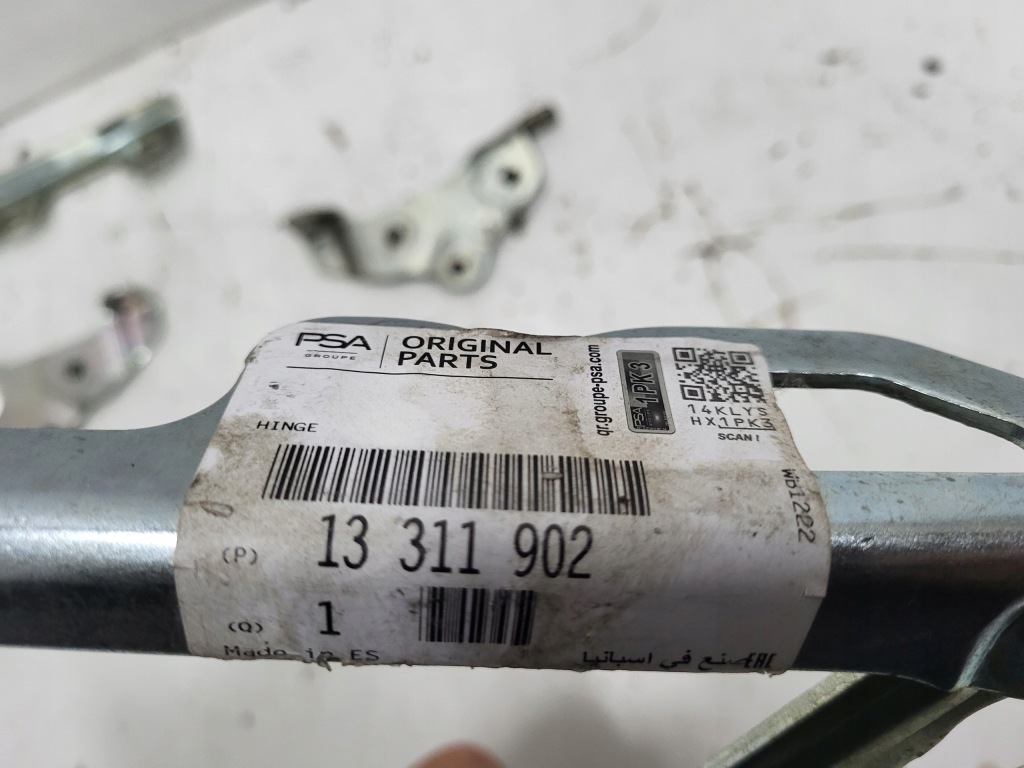 PSA
GROUPE
ORIGINAL
PARTS
qr.groupe-psa.com
PSA 1PK3
14KLYS
HX1PK3
SCAN!
HINGE
Wb1222
(P) 13 311 902
(Q) 1
Made in ES
صنع في اسبانيا
EAC